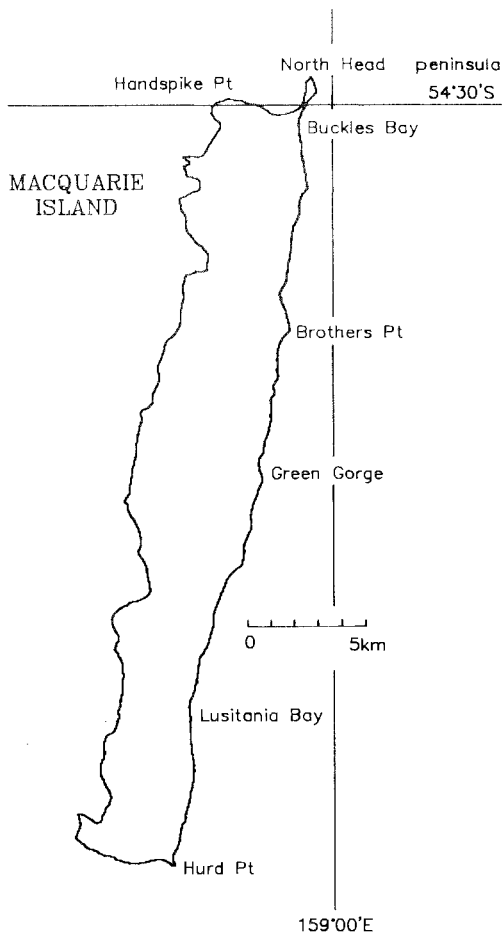 North Head peninsula
Handspike Pt
54°30'S
Buckles Bay
MACQUARIE
ISLAND
Brothers Pt
Green Gorge
0 5km
Lusitania Bay
Hurd Pt
159°00'E